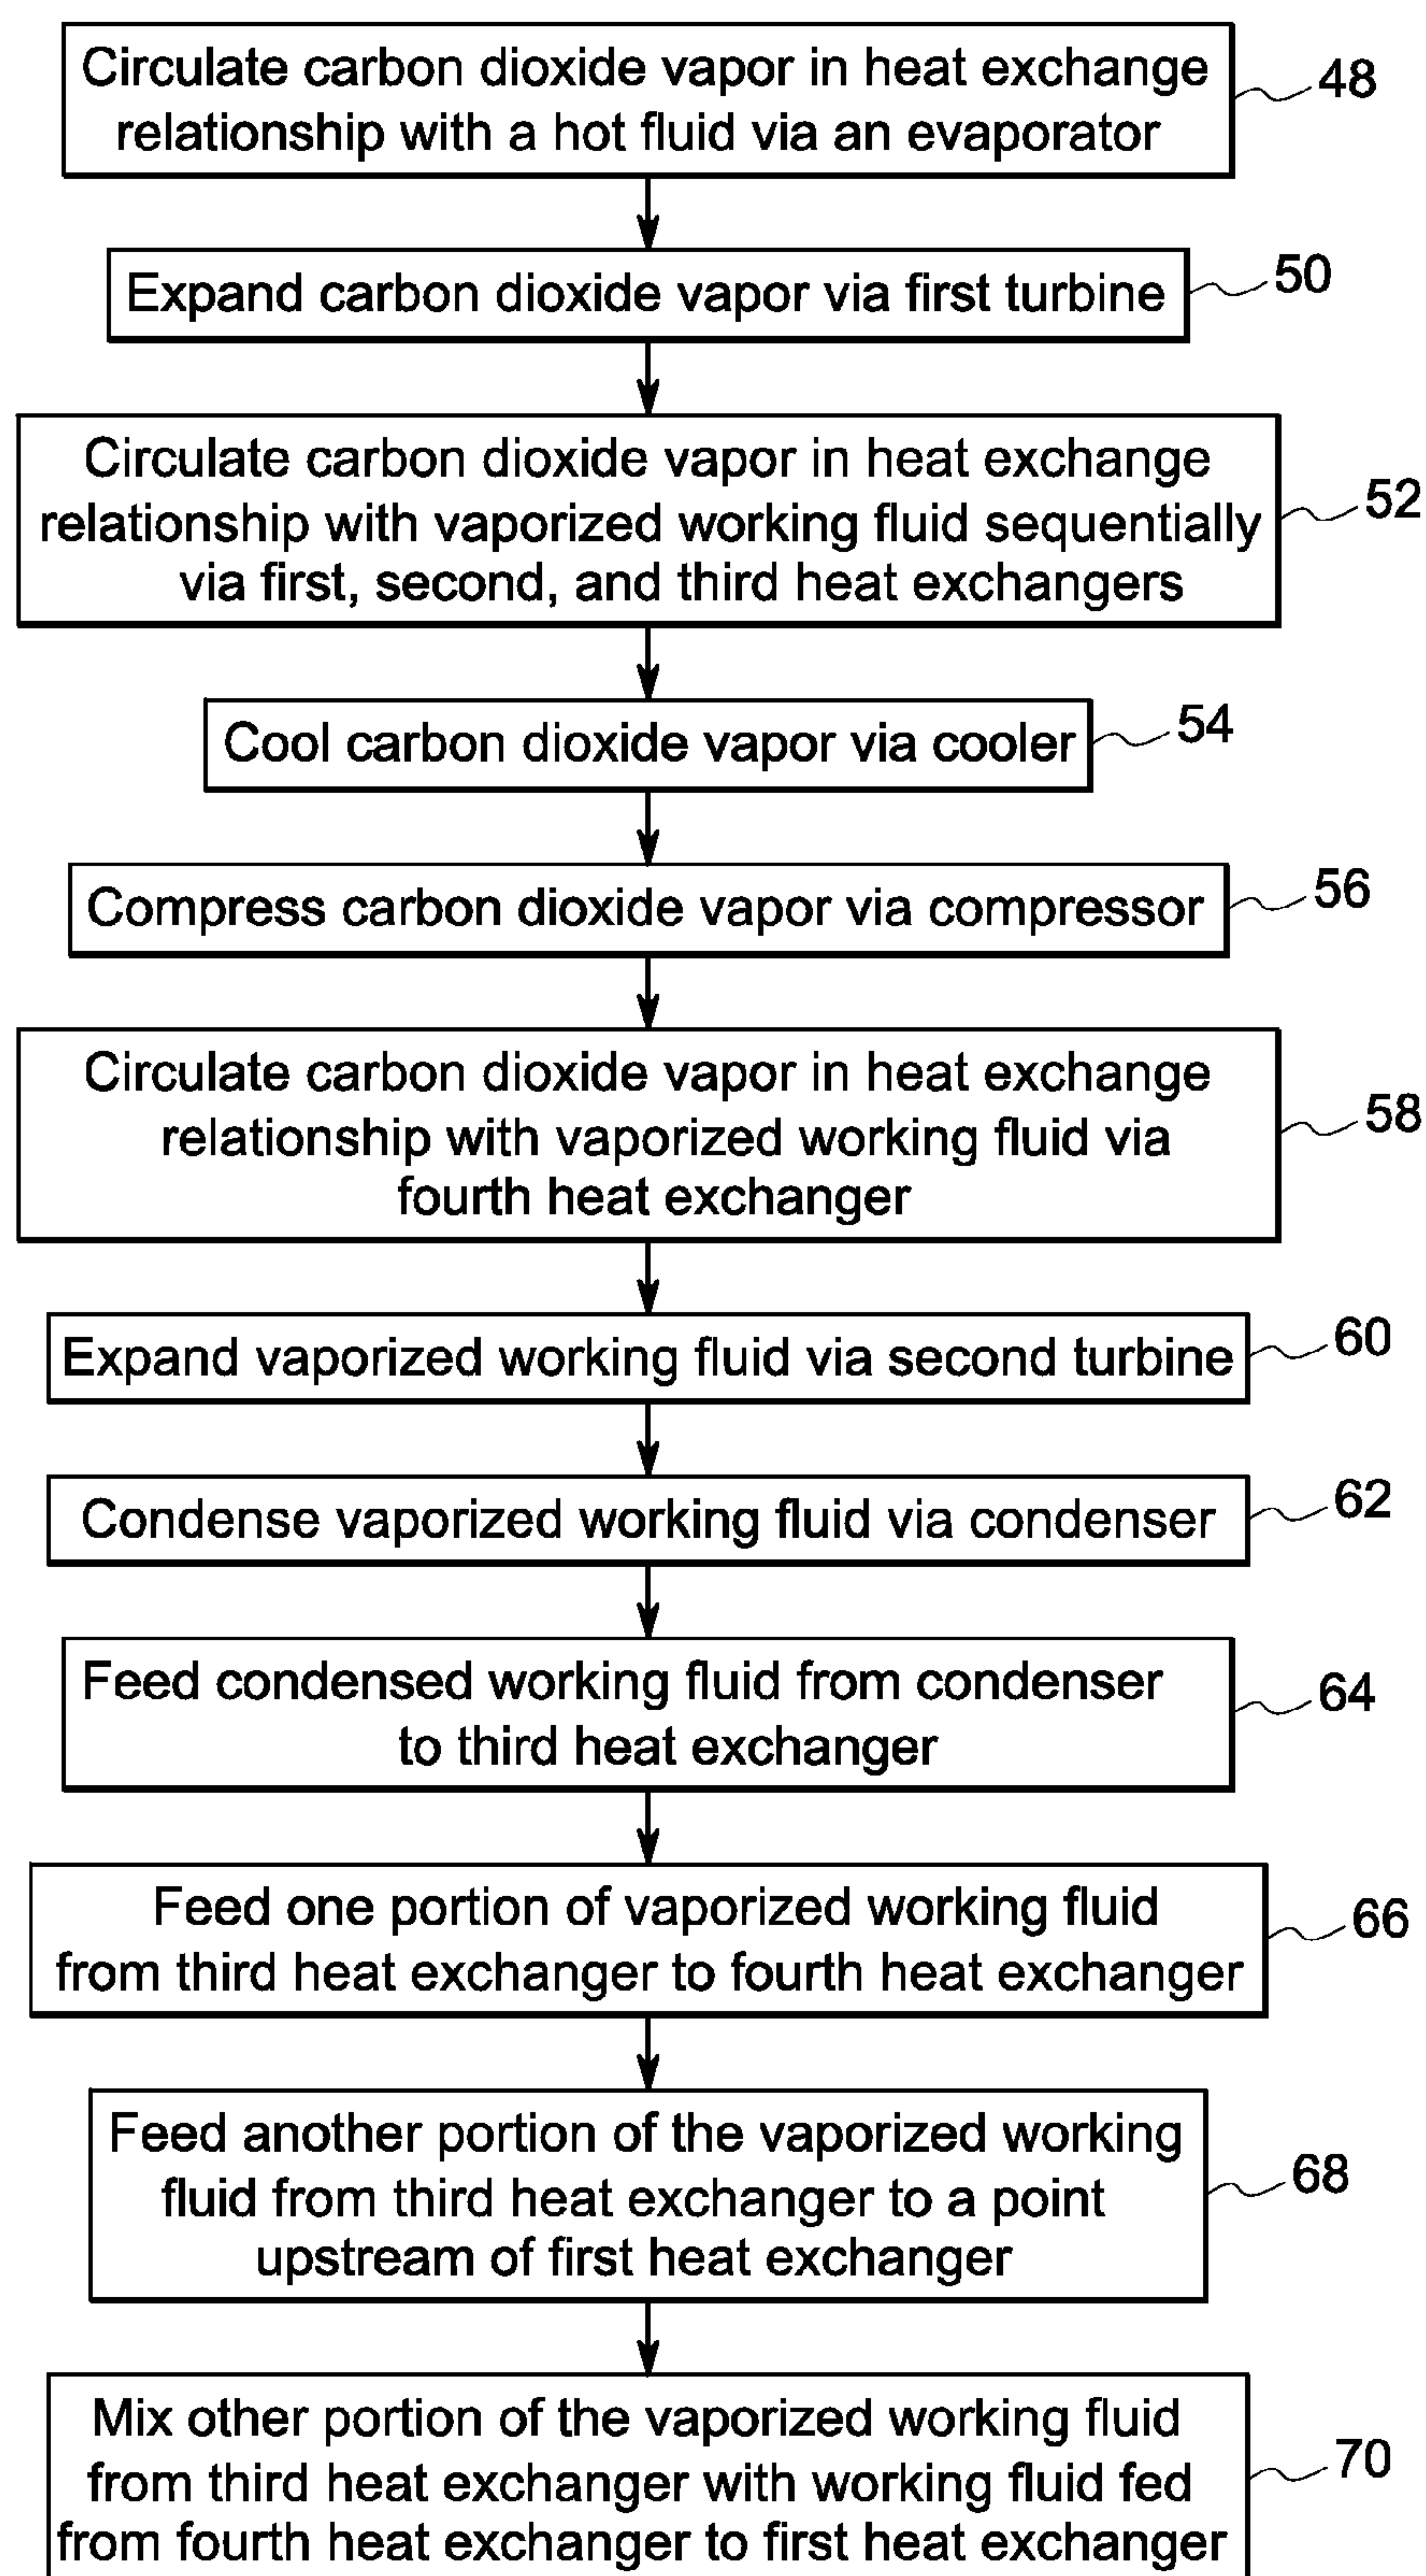 Circulate carbon dioxide vapor in heat exchange
relationship with a hot fluid via an evaporator
48
Expand carbon dioxide vapor via first turbine
50
Circulate carbon dioxide vapor in heat exchange
relationship with vaporized working fluid sequentially
via first, second, and third heat exchangers
52
Cool carbon dioxide vapor via cooler
54
Compress carbon dioxide vapor via compressor
56
Circulate carbon dioxide vapor in heat exchange
relationship with vaporized working fluid via
fourth heat exchanger
58
Expand vaporized working fluid via second turbine
60
Condense vaporized working fluid via condenser
62
Feed condensed working fluid from condenser
to third heat exchanger
64
Feed one portion of vaporized working fluid
from third heat exchanger to fourth heat exchanger
66
Feed another portion of the vaporized working
fluid from third heat exchanger to a point
upstream of first heat exchanger
68
Mix other portion of the vaporized working fluid
from third heat exchanger with working fluid fed
from fourth heat exchanger to first heat exchanger
70